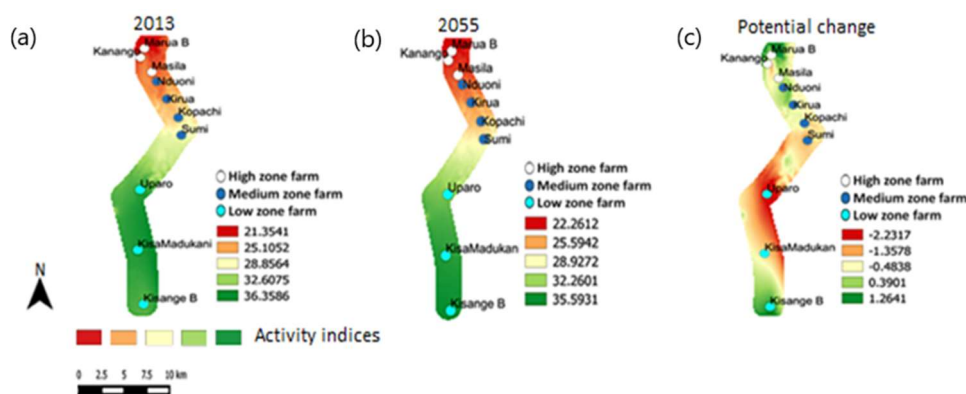 (a)
2013
Marua B
Kanango
Masila
Nduoni
Kirua
Kopachi
Sumi
Uparo
KisaMadukani
Kisange B
High zone farm
Medium zone farm
Low zone farm
21.3541
25.1052
28.8564
32.6075
36.3586
(b)
2055
Marua B
Kanango
Masila
Nduoni
Kirua
Kopachi
Sumi
Uparo
KisaMadukan
Kisange B
High zone farm
Medium zone farm
Low zone farm
22.2612
25.5942
28.9272
32.2601
35.5931
(c)
Potential change
Marua B
Kanango
Masila
Nduoni
Kirua
Kopachi
Sumi
Uparo
KisaMadukan
Kisange B
High zone farm
Medium zone farm
Low zone farm
-2.2317
-1.3578
-0.4838
0.3901
1.2641
N
Activity indices
0 2.5 5 7.5 10 km